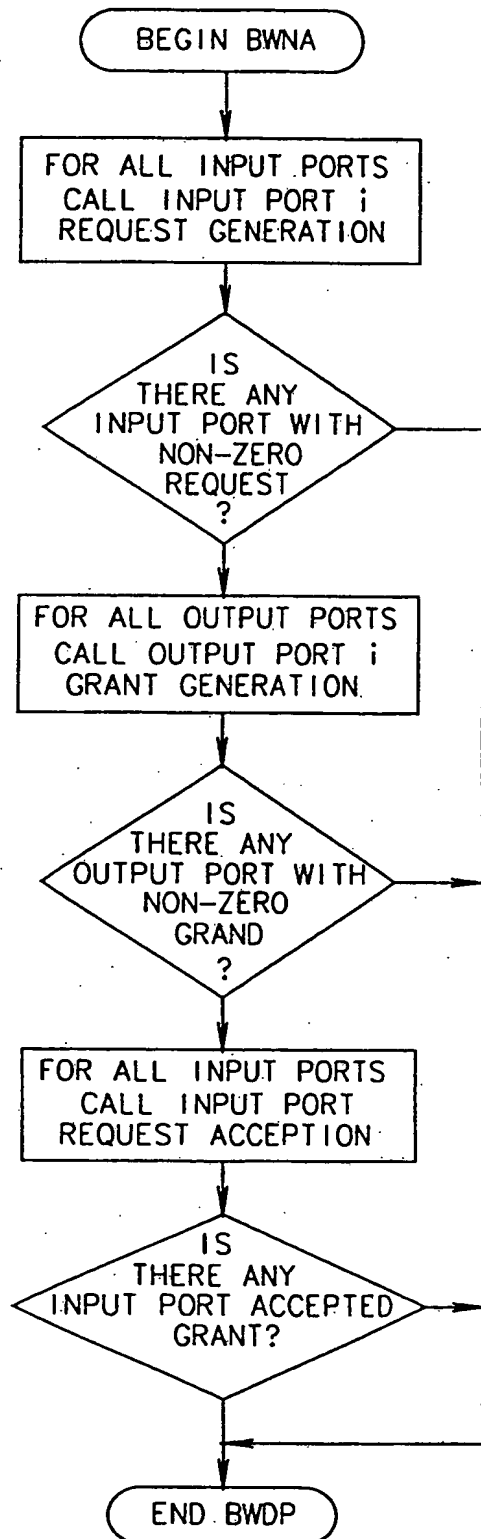 BEGIN BWNA
FOR ALL INPUT PORTS
CALL INPUT PORT i
REQUEST GENERATION
IS
THERE ANY
INPUT PORT WITH
NON-ZERO
REQUEST
?
FOR ALL OUTPUT PORTS
CALL OUTPUT PORT i
GRANT GENERATION
IS
THERE ANY
OUTPUT PORT WITH
NON-ZERO
GRAND
?
FOR ALL INPUT PORTS
CALL INPUT PORT
REQUEST ACCEPTION
IS
THERE ANY
INPUT PORT ACCEPTED
GRANT?
END BWDP